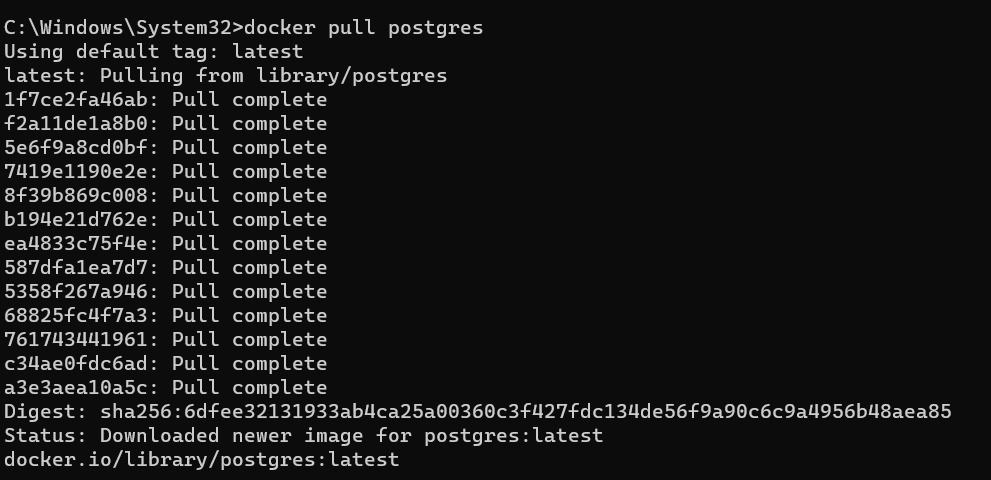 C:\Windows\System32>docker pull postgres
Using default tag: latest
latest: Pulling from library/postgres
1f7ce2fa46ab: Pull complete
f2a11de1a8b0: Pull complete
5e6f9a8cd0bf: Pull complete
7419e1190e2e: Pull complete
8f39b869c008: Pull complete
b194e21d762e: Pull complete
ea4833c75f4e: Pull complete
587dfa1ea7d7: Pull complete
5358f267a946: Pull complete
68825fc4f7a3: Pull complete
761743441961: Pull complete
c34ae0fdc6ad: Pull complete
a3e3aea10a5c: Pull complete
Digest: sha256:6dfee32131933ab4ca25a00360c3f427fdc134de56f9a90c6c9a4956b48aea85
Status: Downloaded newer image for postgres:latest
docker.io/library/postgres:latest